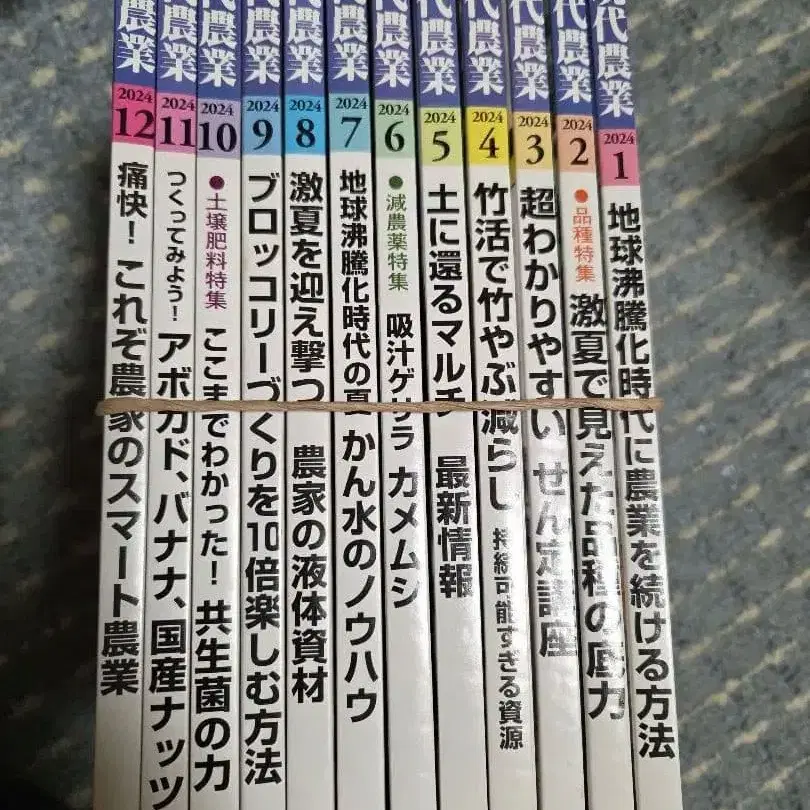 代農業
2024
1
地球沸騰化時代に農業を続ける方法
代農業
2024
2
●品種特集
激夏で見えた品種の底力
代農業
2024
3
超わかりやすい せん定講座
代農業
2024
4
竹活で竹やぶ減らし 持続可能すぎる資源
代農業
2024
5
土に還るマルチ 最新情報
代農業
2024
6
●減農薬特集
吸汁ゲリラ カメムシ
農業
2024
7
地球沸騰化時代の夏 かん水のノウハウ
農業
2024
8
激夏を迎え撃つ 農家の液体資材
農業
2024
9
ブロッコリーづくりを10倍楽しむ方法
農業
2024
10
●土壌肥料特集
ここまでわかった！ 共生菌の力
農業
2024
11
つくってみよう！ アボカド、バナナ、国産ナッツ
農業
2024
12
痛快！ これぞ農家のスマート農業